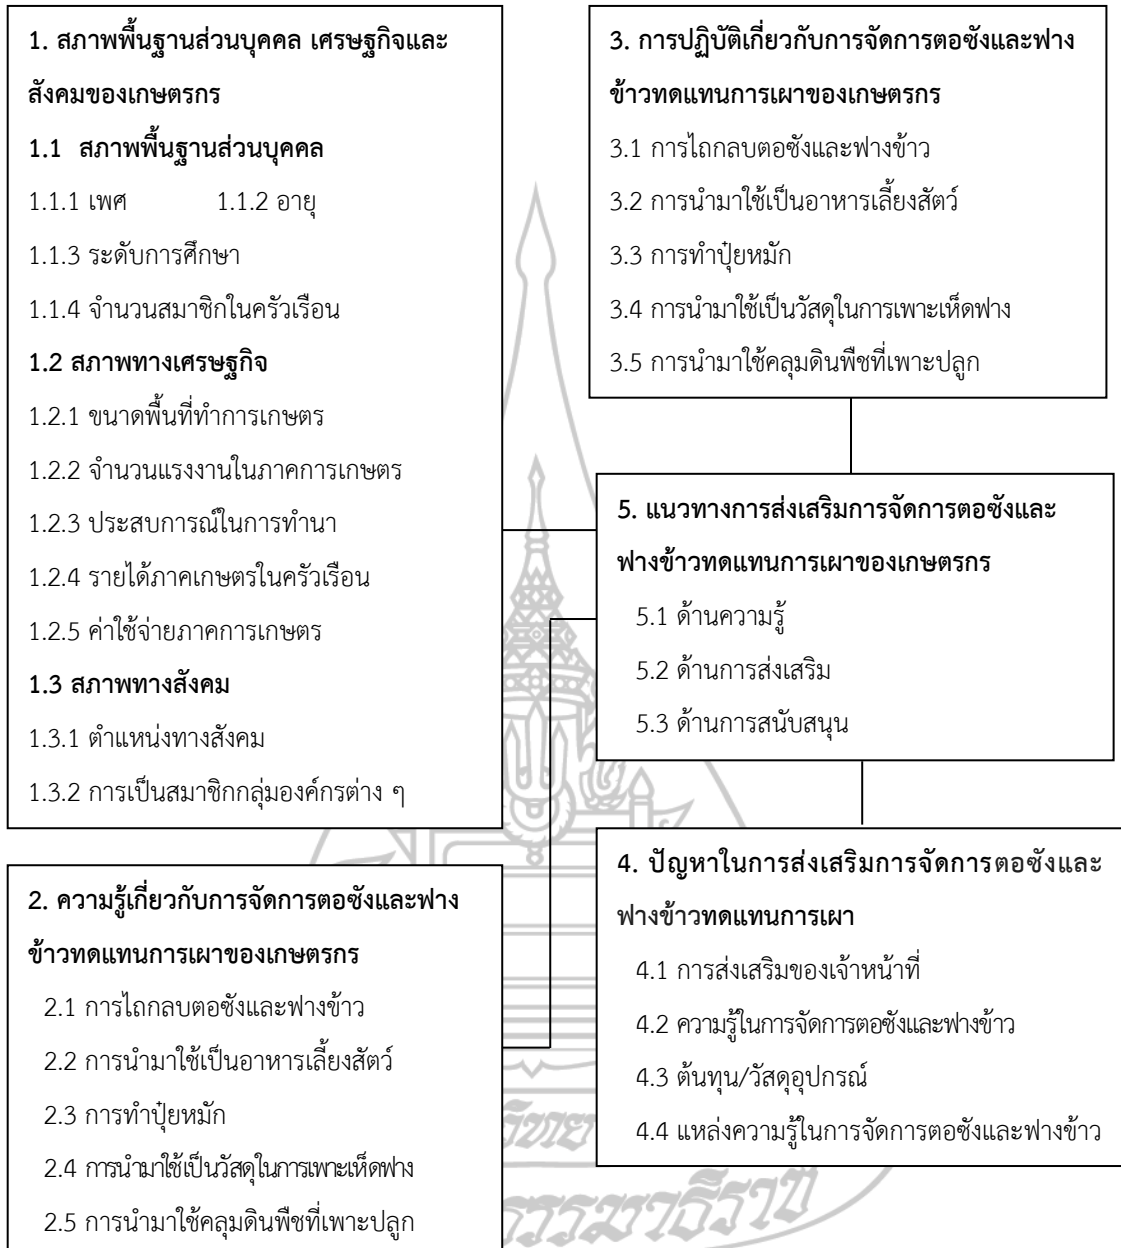 1. สภาพพื้นฐานส่วนบุคคล เศรษฐกิจและ
สังคมของเกษตรกร
1.1 สภาพพื้นฐานส่วนบุคคล
1.1.1 เพศ 1.1.2 อายุ
1.1.3 ระดับการศึกษา
1.1.4 จำนวนสมาชิกในครัวเรือน
1.2 สภาพทางเศรษฐกิจ
1.2.1 ขนาดพื้นที่ทำการเกษตร
1.2.2 จำนวนแรงงานในภาคการเกษตร
1.2.3 ประสบการณ์ในการทำนา
1.2.4 รายได้ภาคเกษตรในครัวเรือน
1.2.5 ค่าใช้จ่ายภาคการเกษตร
1.3 สภาพทางสังคม
1.3.1 ตำแหน่งทางสังคม
1.3.2 การเป็นสมาชิกกลุ่มองค์กรต่าง ๆ
2. ความรู้เกี่ยวกับการจัดการตอซังและฟาง
ข้าวทดแทนการเผาของเกษตรกร
2.1 การไถกลบตอซังและฟางข้าว
2.2 การนำมาใช้เป็นอาหารเลี้ยงสัตว์
2.3 การทำปุ๋ยหมัก
2.4 การนำมาใช้เป็นวัสดุในการเพาะเห็ดฟาง
2.5 การนำมาใช้คลุมดินพืชที่เพาะปลูก
3. การปฏิบัติเกี่ยวกับการจัดการตอซังและฟาง
ข้าวทดแทนการเผาของเกษตรกร
3.1 การไถกลบตอซังและฟางข้าว
3.2 การนำมาใช้เป็นอาหารเลี้ยงสัตว์
3.3 การทำปุ๋ยหมัก
3.4 การนำมาใช้เป็นวัสดุในการเพาะเห็ดฟาง
3.5 การนำมาใช้คลุมดินพืชที่เพาะปลูก
5. แนวทางการส่งเสริมการจัดการตอซังและ
ฟางข้าวทดแทนการเผาของเกษตรกร
5.1 ด้านความรู้
5.2 ด้านการส่งเสริม
5.3 ด้านการสนับสนุน
4. ปัญหาในการส่งเสริมการจัดการตอซังและ
ฟางข้าวทดแทนการเผา
4.1 การส่งเสริมของเจ้าหน้าที่
4.2 ความรู้ในการจัดการตอซังและฟางข้าว
4.3 ต้นทุน/วัสดุอุปกรณ์
4.4 แหล่งความรู้ในการจัดการตอซังและฟางข้าว